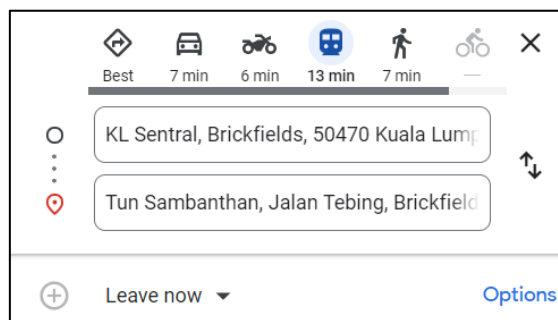 Best 7 min 6 min 13 min 7 min —
KL Sentral, Brickfields, 50470 Kuala Lump
Tun Sambanthan, Jalan Tebing, Brickfield
Leave now Options